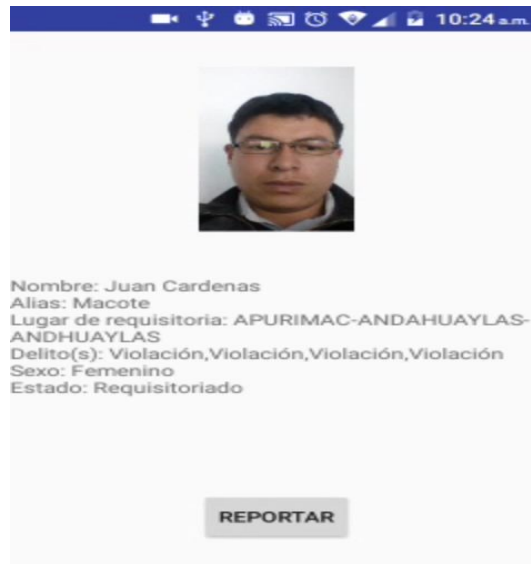 10:24 a.m.
Nombre: Juan Cardenas
Alias: Macote
Lugar de requisitoria: APURIMAC-ANDAHUAYLAS-
ANDHUAYLAS
Delito(s): Violación,Violación,Violación,Violación
Sexo: Femenino
Estado: Requisitoriado
REPORTAR